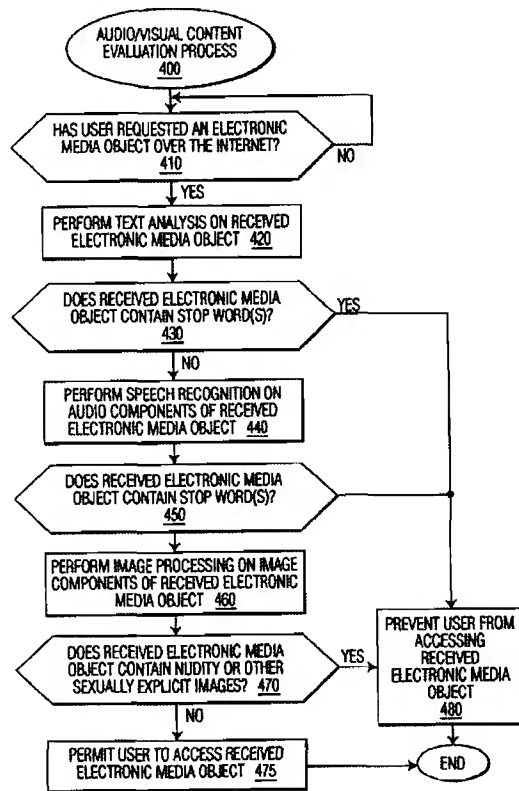 AUDIO/VISUAL CONTENT
EVALUATION PROCESS
400
HAS USER REQUESTED AN ELECTRONIC
MEDIA OBJECT OVER THE INTERNET?
410
NO
YES
PERFORM TEXT ANALYSIS ON RECEIVED
ELECTRONIC MEDIA OBJECT 420
DOES RECEIVED ELECTRONIC MEDIA
OBJECT CONTAIN STOP WORD(S)?
430
YES
NO
PERFORM SPEECH RECOGNITION ON
AUDIO COMPONENTS OF RECEIVED
ELECTRONIC MEDIA OBJECT 440
DOES RECEIVED ELECTRONIC MEDIA
OBJECT CONTAIN STOP WORD(S)?
450
PERFORM IMAGE PROCESSING ON IMAGE
COMPONENTS OF RECEIVED ELECTRONIC
MEDIA OBJECT 460
DOES RECEIVED ELECTRONIC MEDIA
OBJECT CONTAIN NUDITY OR OTHER
SEXUALLY EXPLICIT IMAGES? 470
YES
NO
PREVENT USER FROM
ACCESSING
RECEIVED
ELECTRONIC MEDIA
OBJECT
480
PERMIT USER TO ACCESS RECEIVED
ELECTRONIC MEDIA OBJECT 475
END